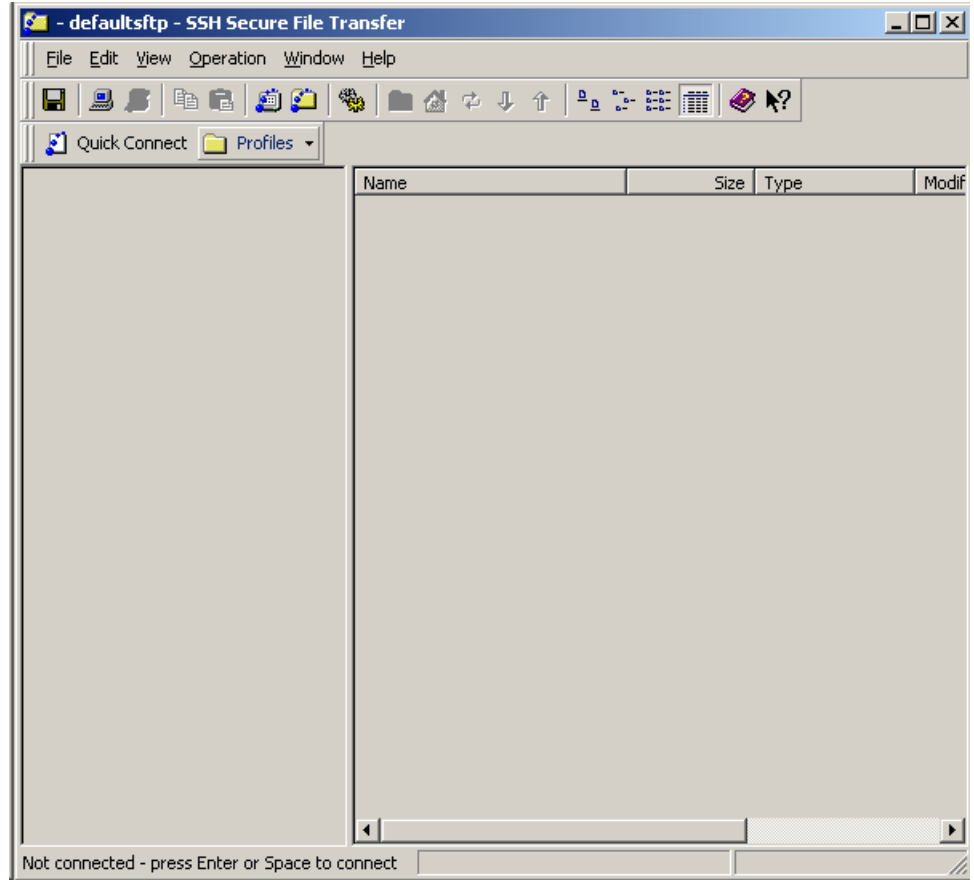 - defaultsftp - SSH Secure File Transfer
File Edit View Operation Window Help
Quick Connect Profiles
Name Size Type Modif
Not connected - press Enter or Space to connect